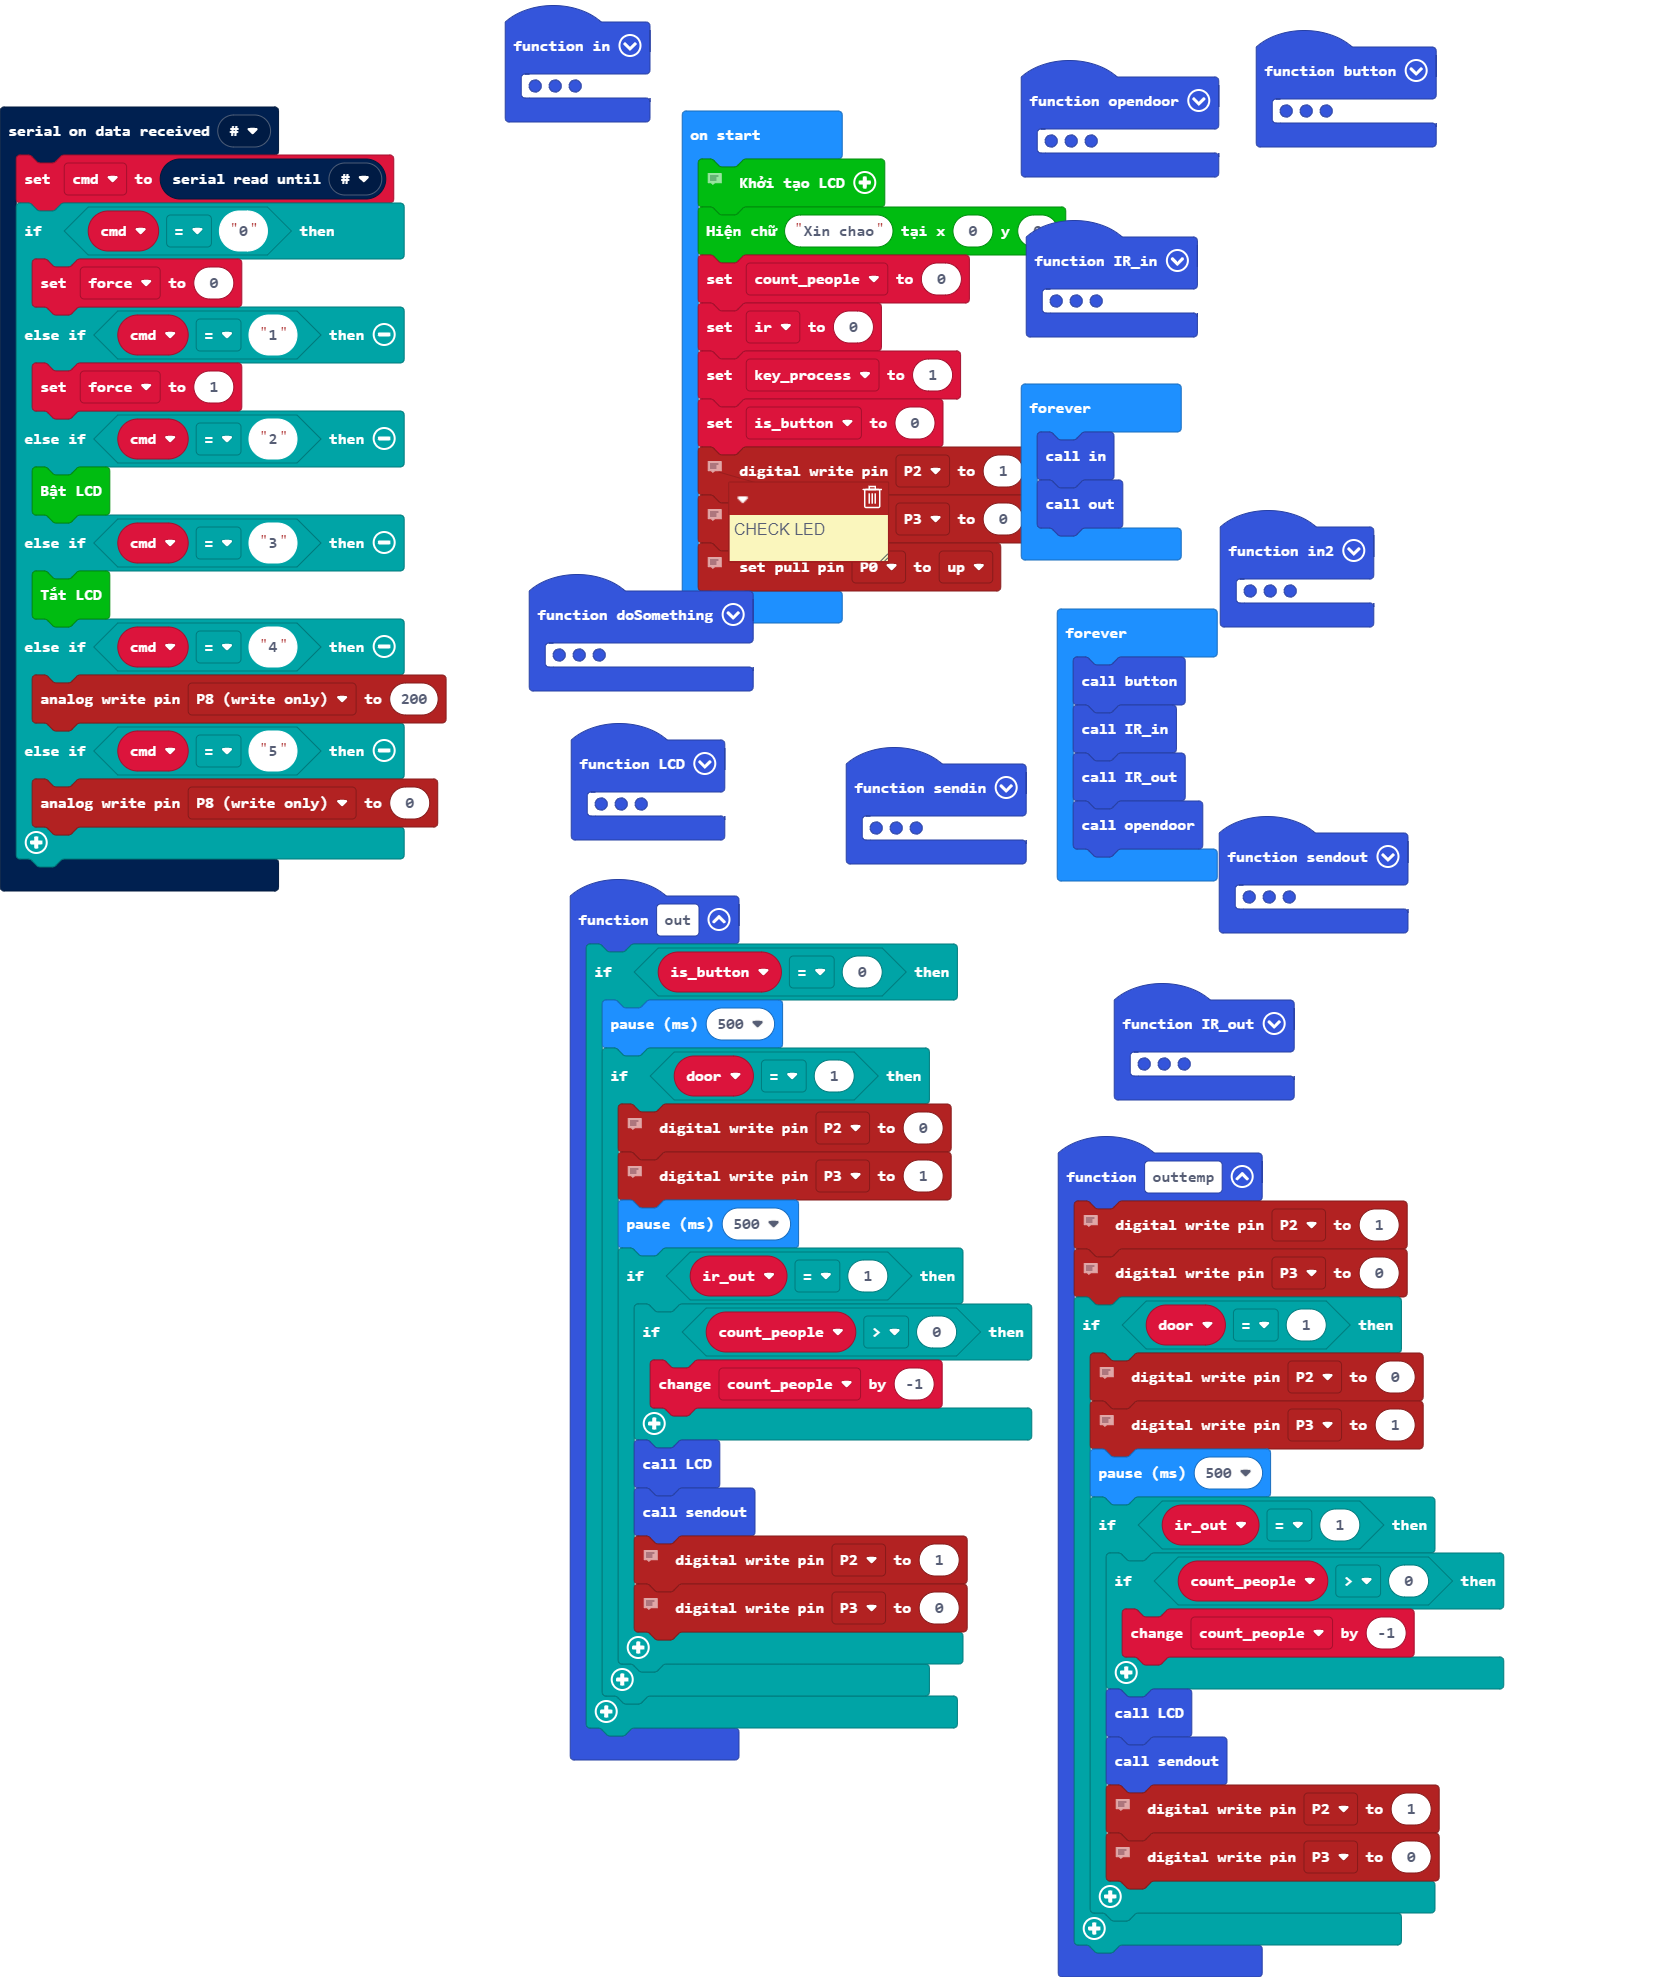 serial on data received #
set cmd to serial read until #
if cmd = "0" then
set force to 0
else if cmd = "1" then
set force to 1
else if cmd = "2" then
Bật LCD
else if cmd = "3" then
Tắt LCD
else if cmd = "4" then
analog write pin P8 (write only) to 200
else if cmd = "5" then
analog write pin P8 (write only) to 0
function in
on start
Khởi tạo LCD
Hiện chữ "Xin chao" tại x 0 y
set count_people to 0
set ir to 0
set key_process to 1
set is_button to 0
digital write pin P2 to 1
P3 to 0
CHECK LED
set pull pin P0 to up
function opendoor
function button
function IR_in
forever
call in
call out
function in2
function doSomething
forever
call button
call IR_in
call IR_out
call opendoor
function LCD
function sendin
function sendout
function out
if is_button = 0 then
pause (ms) 500
if door = 1 then
digital write pin P2 to 0
digital write pin P3 to 1
pause (ms) 500
if ir_out = 1 then
if count_people > 0 then
change count_people by -1
call LCD
call sendout
digital write pin P2 to 1
digital write pin P3 to 0
function IR_out
function outtemp
digital write pin P2 to 1
digital write pin P3 to 0
if door = 1 then
digital write pin P2 to 0
digital write pin P3 to 1
pause (ms) 500
if ir_out = 1 then
if count_people > 0 then
change count_people by -1
call LCD
call sendout
digital write pin P2 to 1
digital write pin P3 to 0